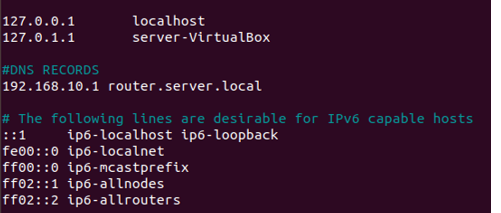 127.0.0.1 localhost
127.0.1.1 server-VirtualBox
#DNS RECORDS
192.168.10.1 router.server.local
# The following lines are desirable for IPv6 capable hosts
::1 ip6-localhost ip6-loopback
fe00::0 ip6-localnet
ff00::0 ip6-mcastprefix
ff02::1 ip6-allnodes
ff02::2 ip6-allrouters